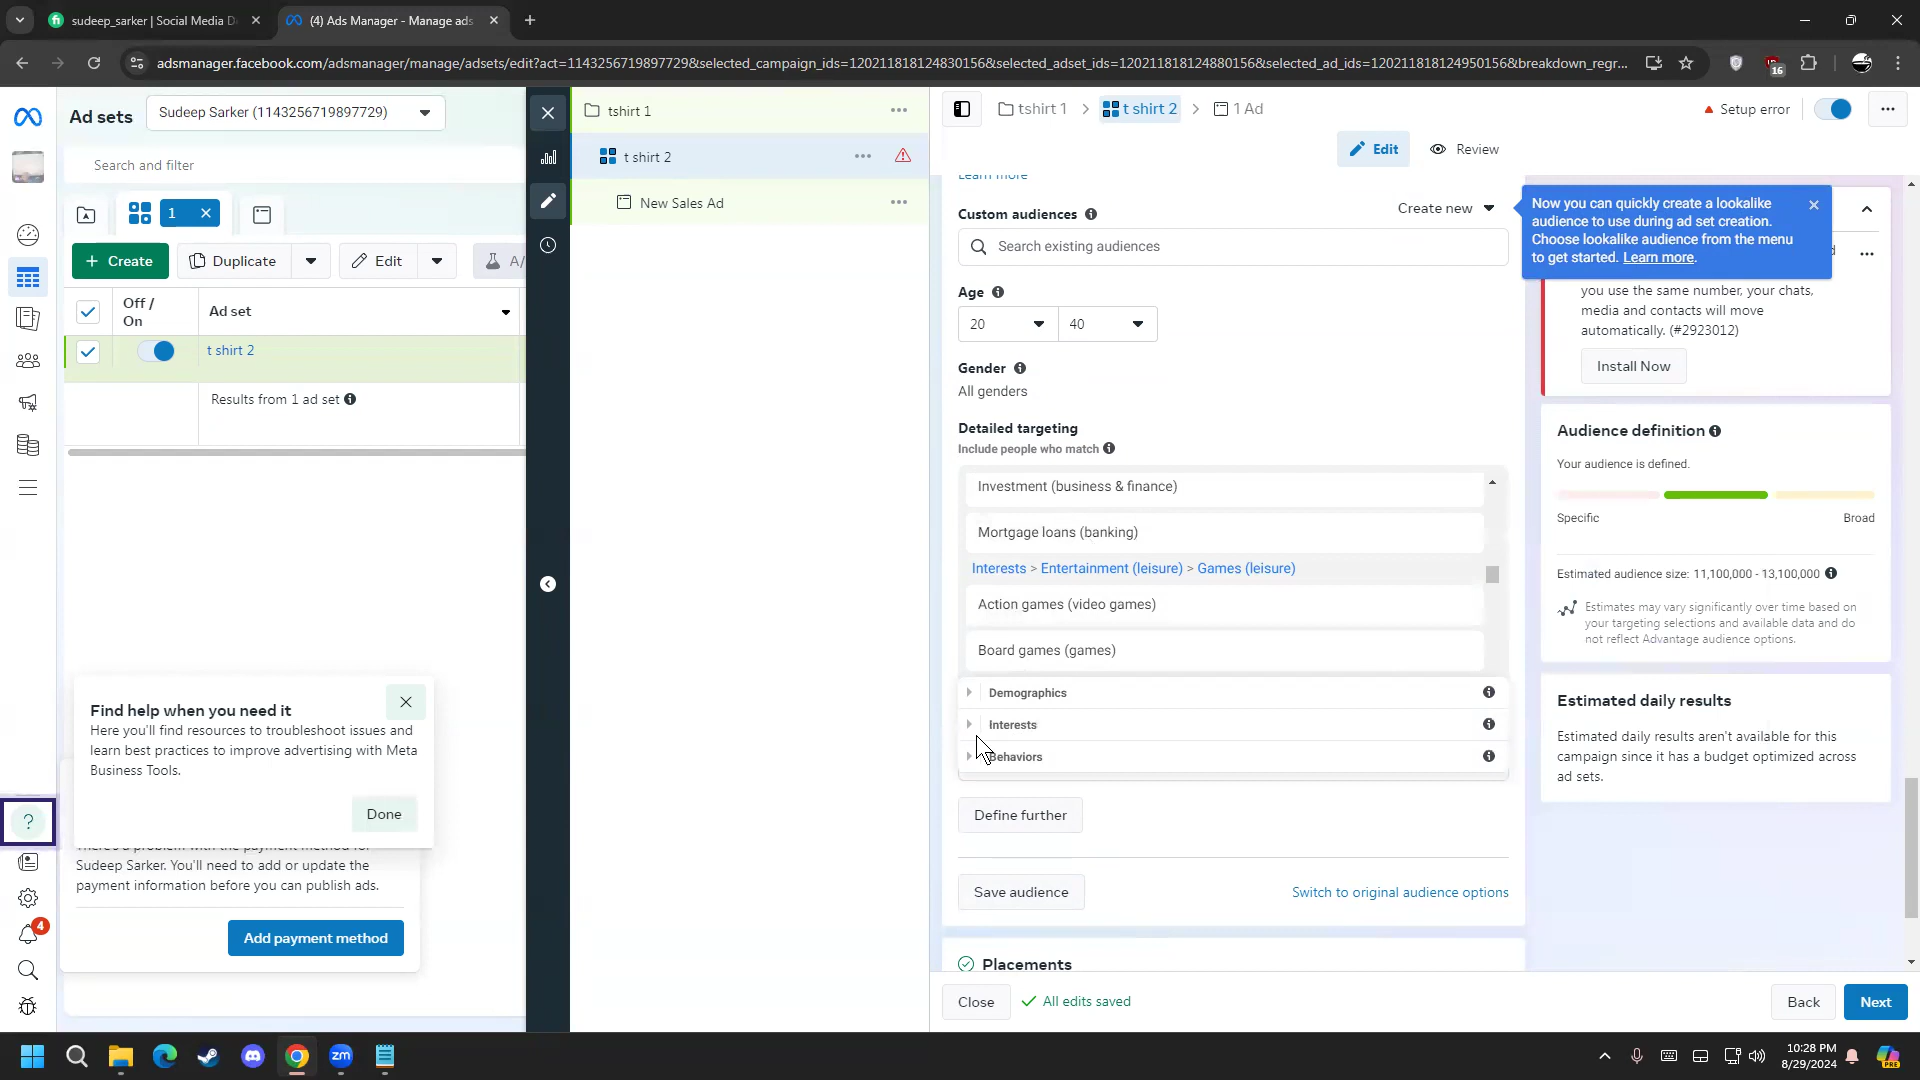 sudeep_sarker | Social Media D
(4) Ads Manager - Manage ads
adsmanager.facebook.com/adsmanager/manage/adsets/edit?act=1143256719897729&selected_campaign_ids=120211818124830156&selected_adset_ids=120211818124880156&selected_ad_ids=120211818124950156&breakdown_regr...
16
Ad sets
Sudeep Sarker (1143256719897729)
Search and filter
1
Create
Duplicate
Edit
A/
Off /
On
Ad set
t shirt 2
Results from 1 ad set
Find help when you need it
Here you'll find resources to troubleshoot issues and
learn best practices to improve advertising with Meta
Business Tools.
Done
Sudeep Sarker. You'll need to add or update the
payment information before you can publish ads.
Add payment method
4
tshirt 1
t shirt 2
New Sales Ad
tshirt 1
t shirt 2
1 Ad
Setup error
Edit
Review
Learn more
Custom audiences
Create new
Search existing audiences
Age
20
40
Gender
All genders
Detailed targeting
Include people who match
Investment (business & finance)
Mortgage loans (banking)
Interests > Entertainment (leisure) > Games (leisure)
Action games (video games)
Board games (games)
Demographics
Interests
Behaviors
Define further
Save audience
Switch to original audience options
Placements
Close
All edits saved
Back
Next
Now you can quickly create a lookalike
audience to use during ad set creation.
Choose lookalike audience from the menu
to get started. Learn more.
you use the same number, your chats,
media and contacts will move
automatically. (#2923012)
Install Now
Audience definition
Your audience is defined.
Specific
Broad
Estimated audience size: 11,100,000 - 13,100,000
Estimates may vary significantly over time based on
your targeting selections and available data and do
not reflect Advantage audience options.
Estimated daily results
Estimated daily results aren't available for this
campaign since it has a budget optimized across
ad sets.
zm
10:28 PM
8/29/2024
PRE